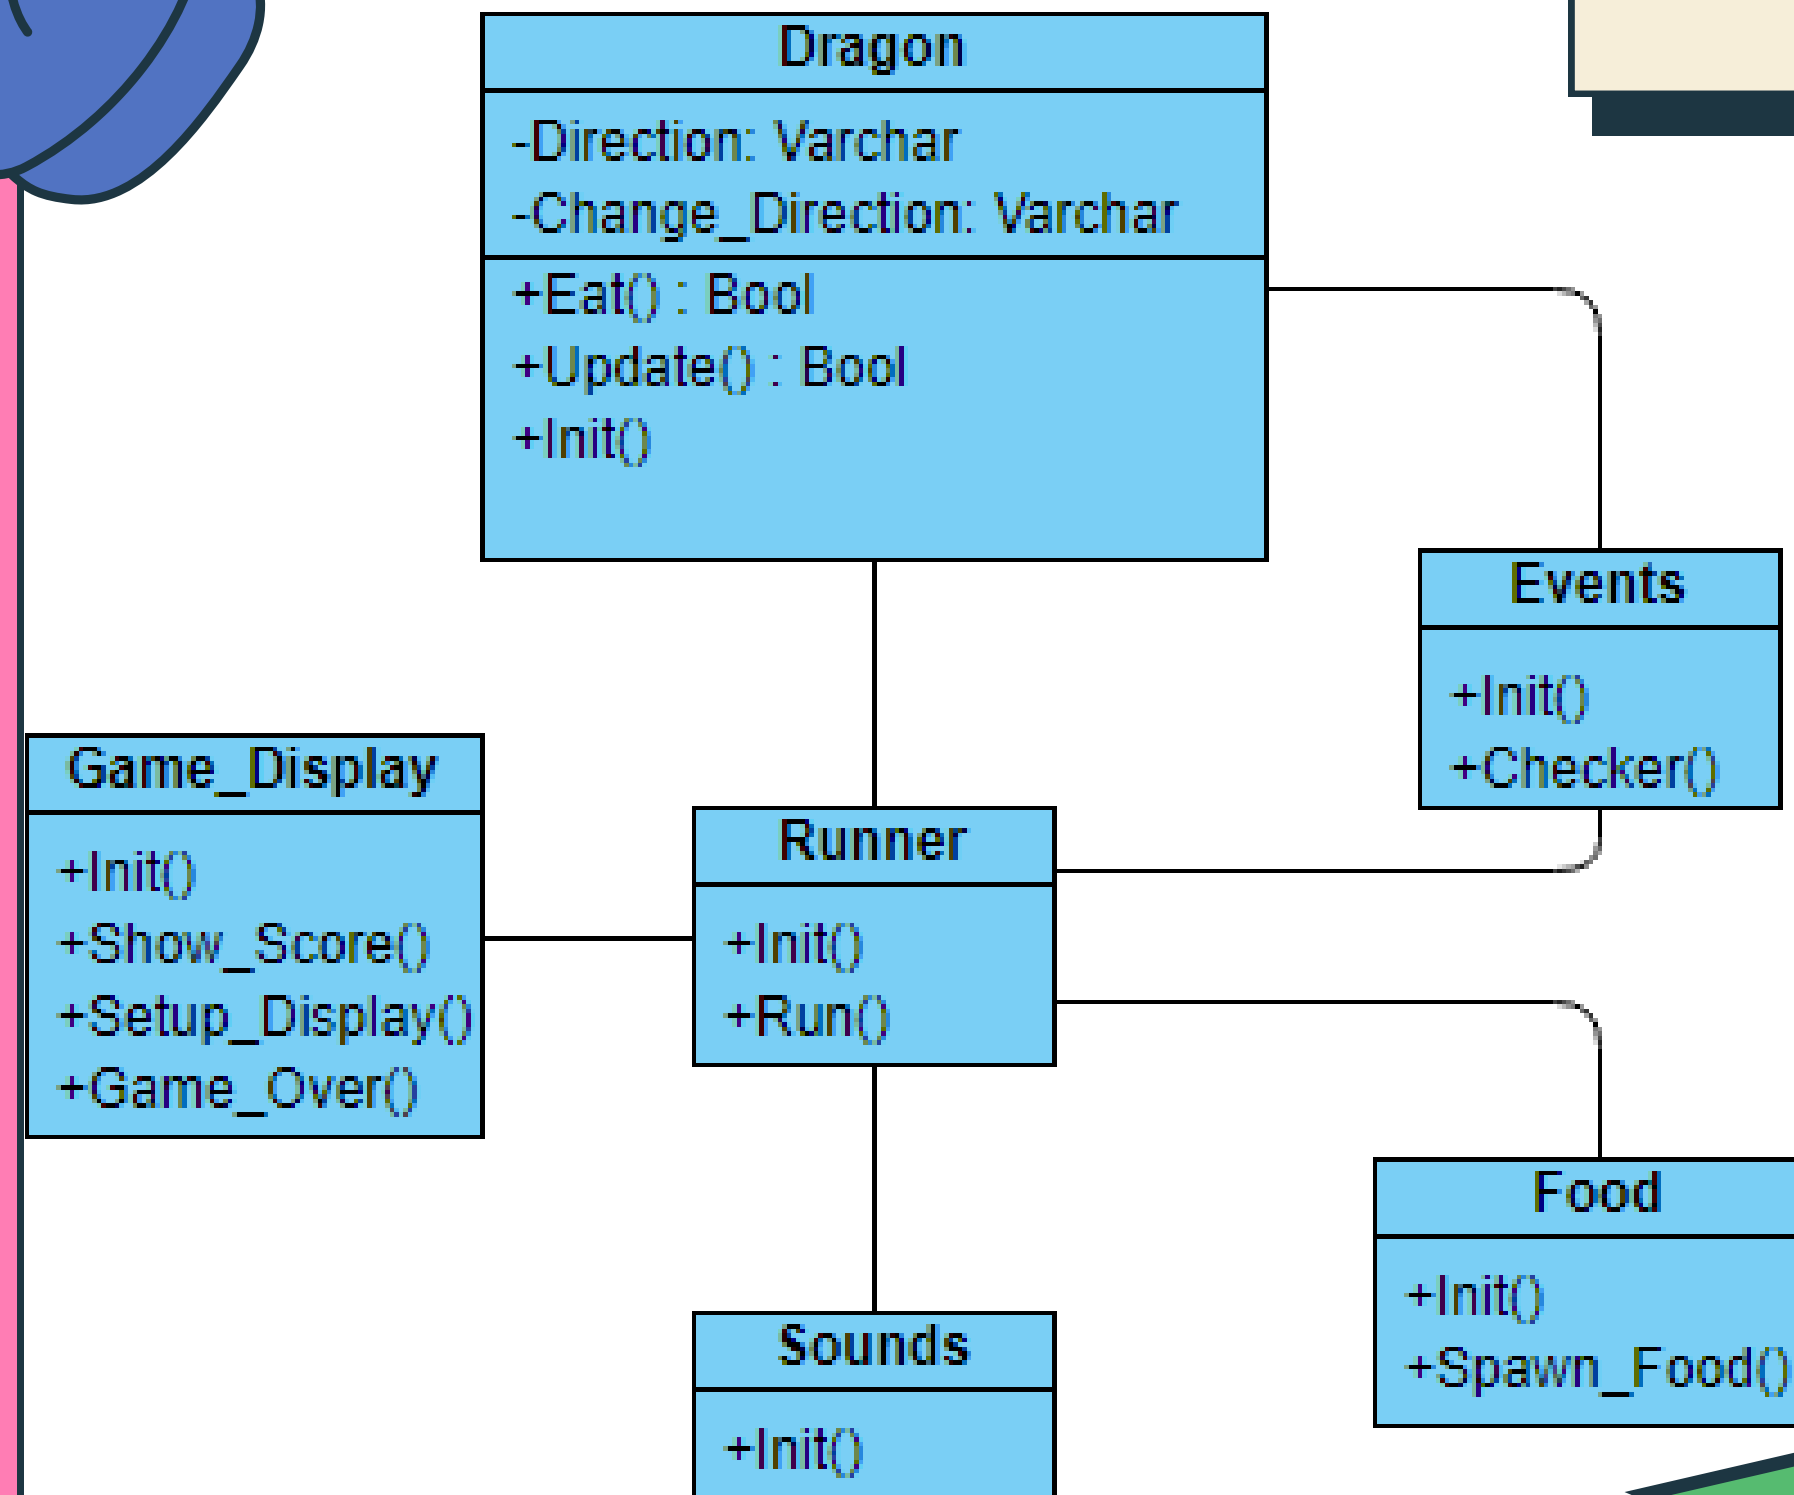 Dragon
-Direction: Varchar
-Change_Direction: Varchar
+Eat() : Bool
+Update() : Bool
+Init()
Events
+Init()
+Checker()
Game_Display
+Init()
+Show_Score()
+Setup_Display()
+Game_Over()
Runner
+Init()
+Run()
Food
+Init()
+Spawn_Food()
Sounds
+Init()